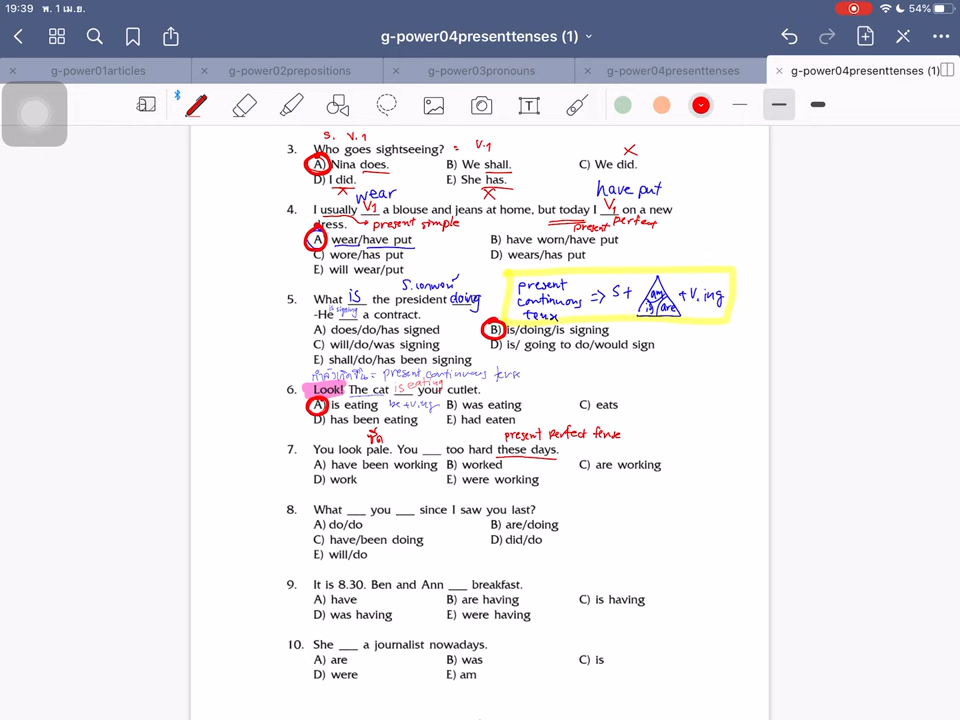 19:39 พ. 1 เม.ย.
54%
g-power04presenttenses (1)
g-power01articles
g-power02prepositions
g-power03pronouns
g-power04presenttenses
g-power04presenttenses (1)
S. V.1
3. Who goes sightseeing? = V.1
A) Nina does. B) We shall. C) We did.
D) I did. E) She has.
wear have put
4. I usually V1 a blouse and jeans at home, but today I V1 on a new
dress. present simple present perfect
A) wear/have put B) have worn/have put
C) wore/has put D) wears/has put
E) will wear/put
present continuous tense => S + is am are + V.ing
5. What is the president doing
-He is signing a contract.
A) does/do/has signed B) is/doing/is signing
C) will/do/was signing D) is/ going to do/would sign
E) shall/do/has been signing
= present continuous tense
6. Look! The cat is eating your cutlet.
A) is eating be+V.ing B) was eating C) eats
D) has been eating E) had eaten
present perfect tense
7. You look pale. You ___ too hard these days.
A) have been working B) worked C) are working
D) work E) were working
8. What ___ you ___ since I saw you last?
A) do/do B) are/doing
C) have/been doing D) did/do
E) will/do
9. It is 8.30. Ben and Ann ___ breakfast.
A) have B) are having C) is having
D) was having E) were having
10. She ___ a journalist nowadays.
A) are B) was C) is
D) were E) am